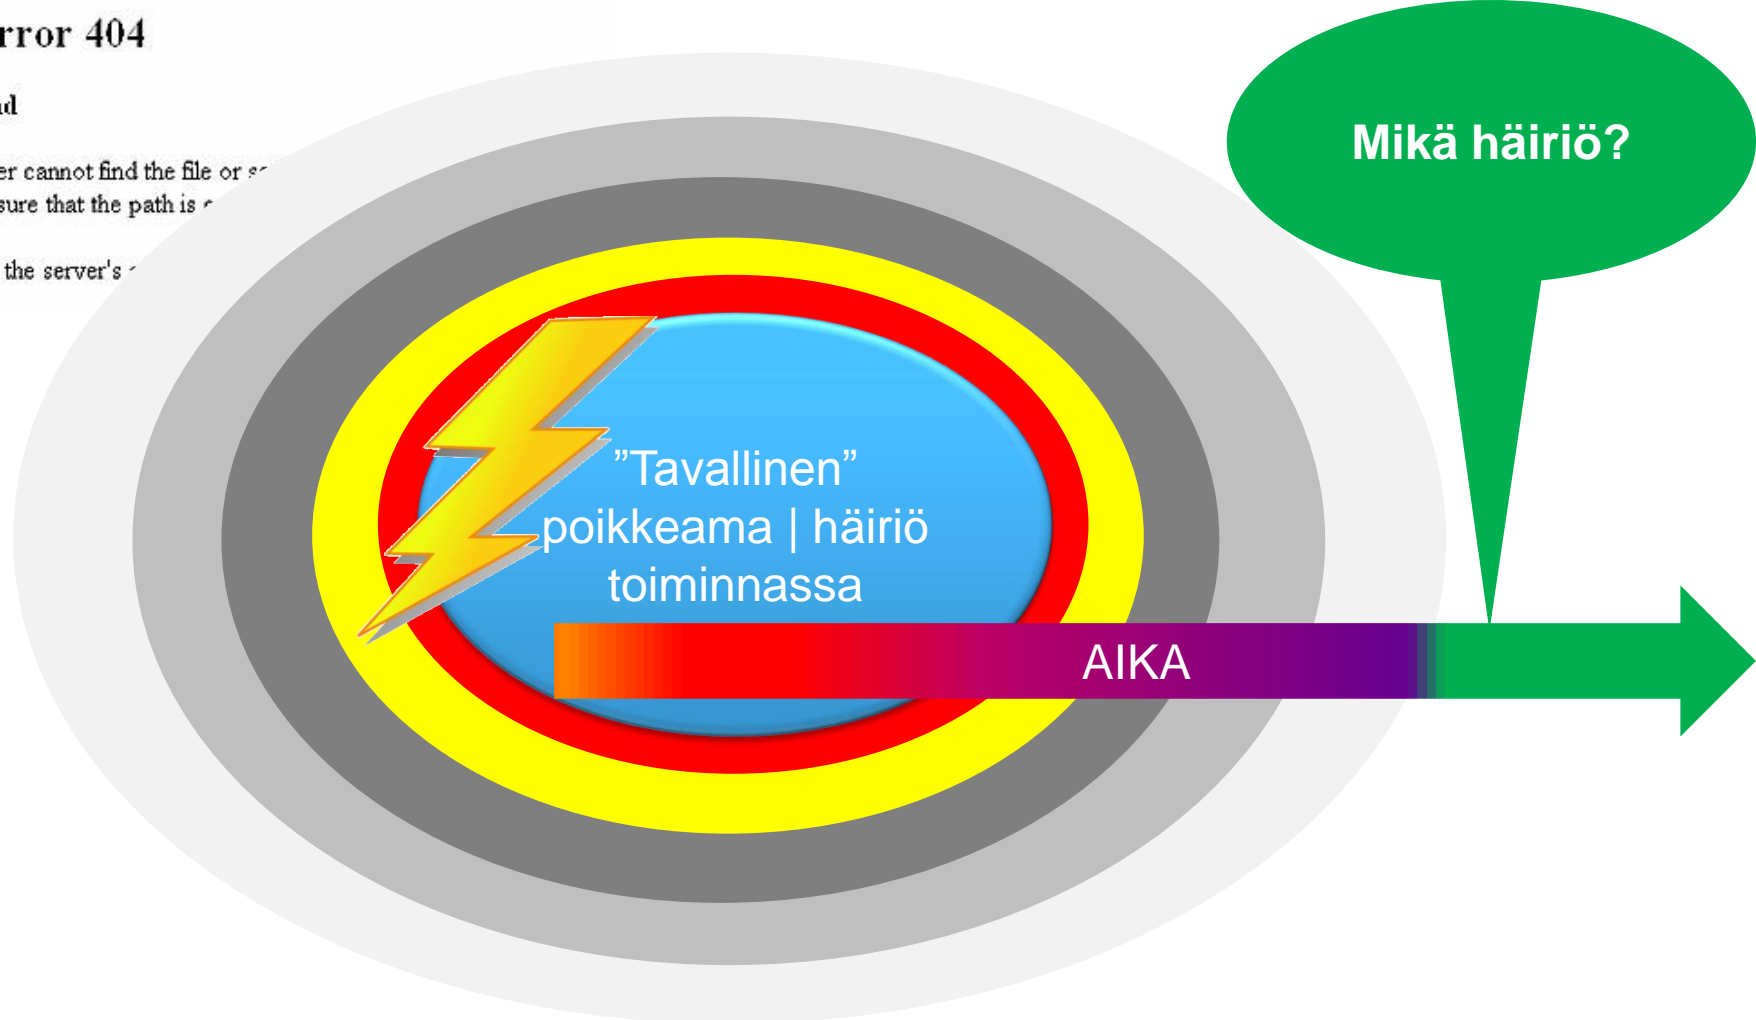 rror 404
er cannot find the file or
sure that the path is
the server's
Mikä häiriö?
”Tavallinen”
poikkeama | häiriö
toiminnassa
AIKA